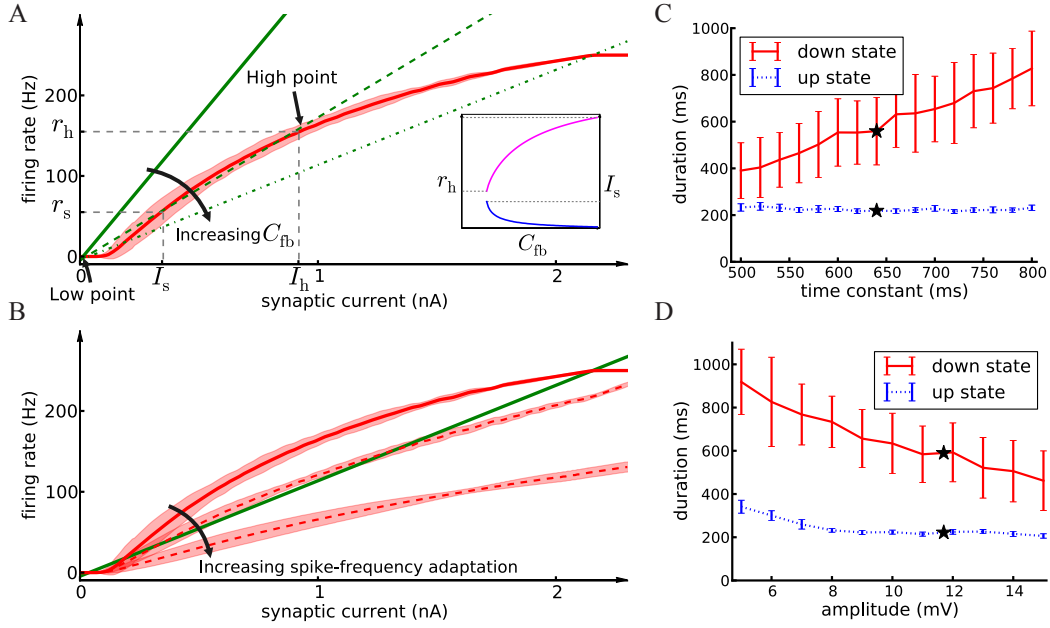 A
firing rate (Hz)
200
100
0
r_h
r_s
High point
Increasing C_fb
Low point
0
I_s
I_h
1
2
synaptic current (nA)
r_h
I_s
C_fb
B
firing rate (Hz)
200
100
0
Increasing spike-frequency adaptation
0
1
2
synaptic current (nA)
C
duration (ms)
1000
800
600
400
200
0
down state
up state
500
550
600
650
700
750
800
time constant (ms)
D
duration (ms)
1000
800
600
400
200
0
down state
up state
6
8
10
12
14
amplitude (mV)